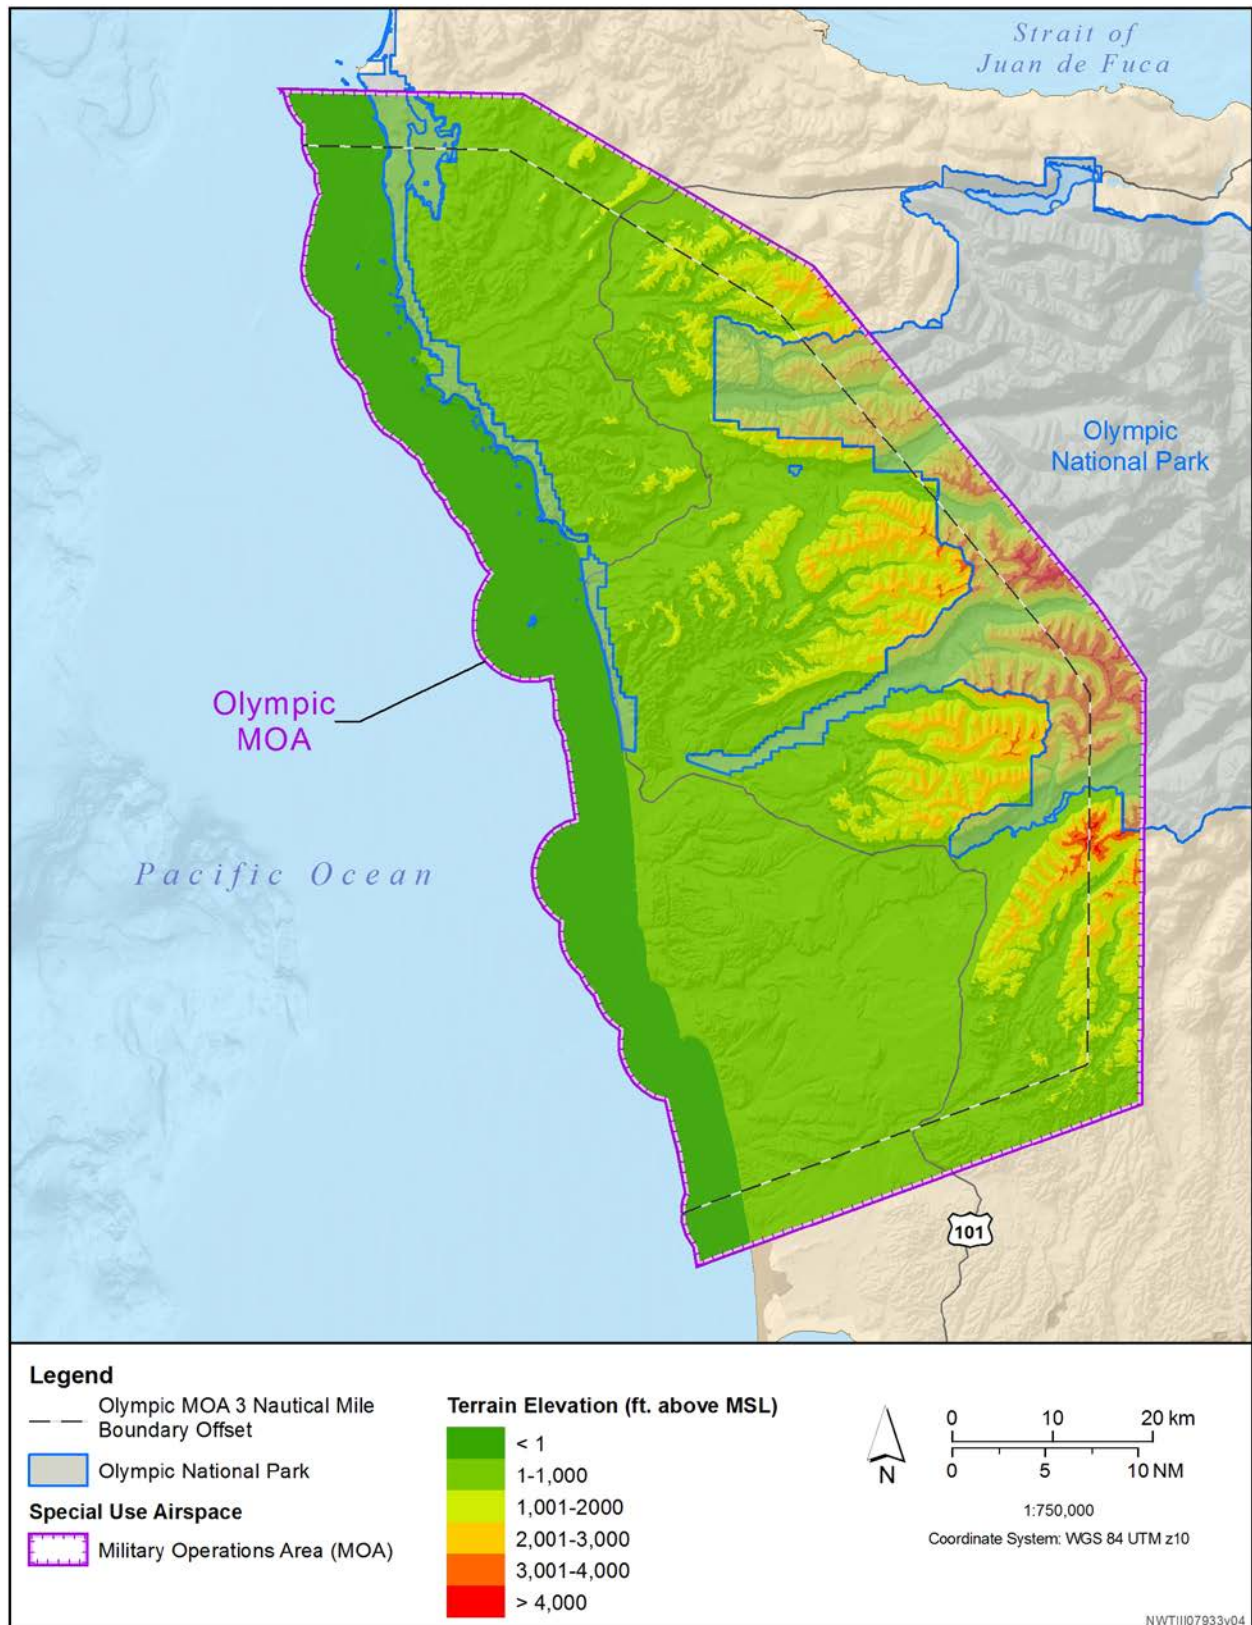 Strait of
Juan de Fuca
Olympic
National Park
Olympic
MOA
Pacific Ocean
101
Legend
Olympic MOA 3 Nautical Mile
Boundary Offset
Olympic National Park
Special Use Airspace
Military Operations Area (MOA)
Terrain Elevation (ft. above MSL)
< 1
1-1,000
1,001-2000
2,001-3,000
3,001-4,000
> 4,000
N
0 10 20 km
0 5 10 NM
1:750,000
Coordinate System: WGS 84 UTM z10
NWTIII07933v04